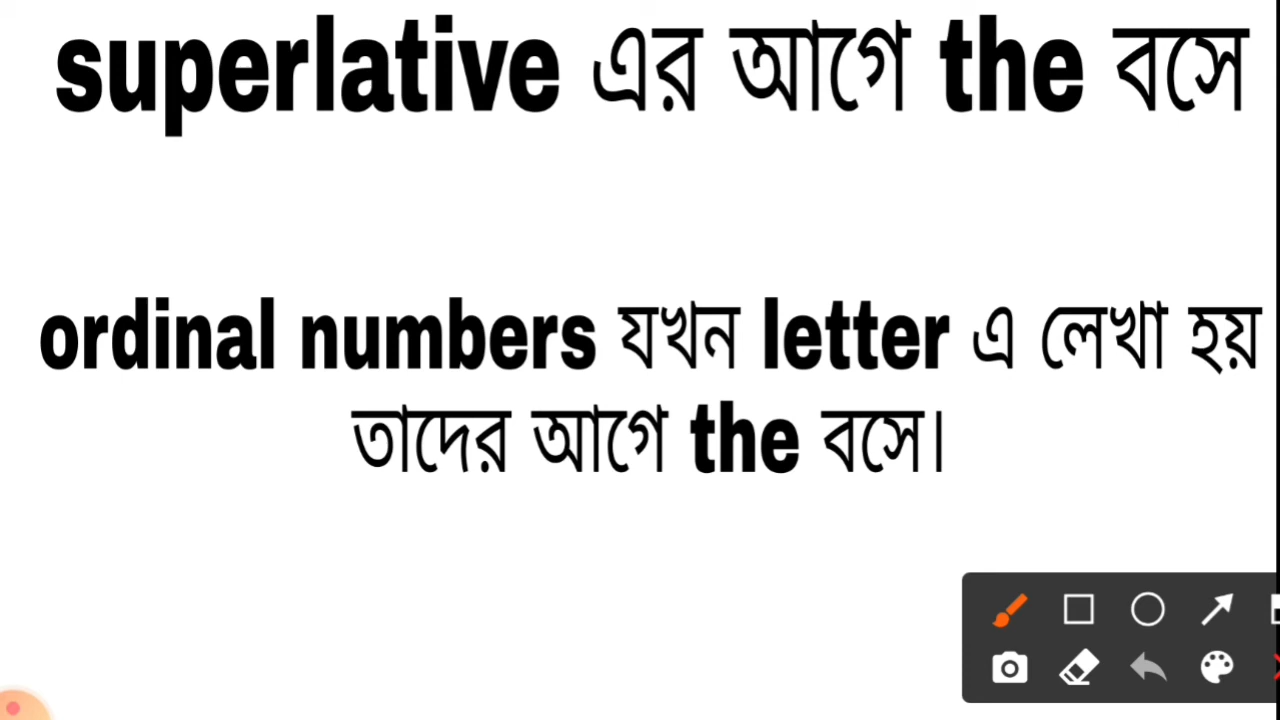 superlative এর আগে the বসে
ordinal numbers যখন letter এ লেখা হয়
তাদের আগে the বসে।